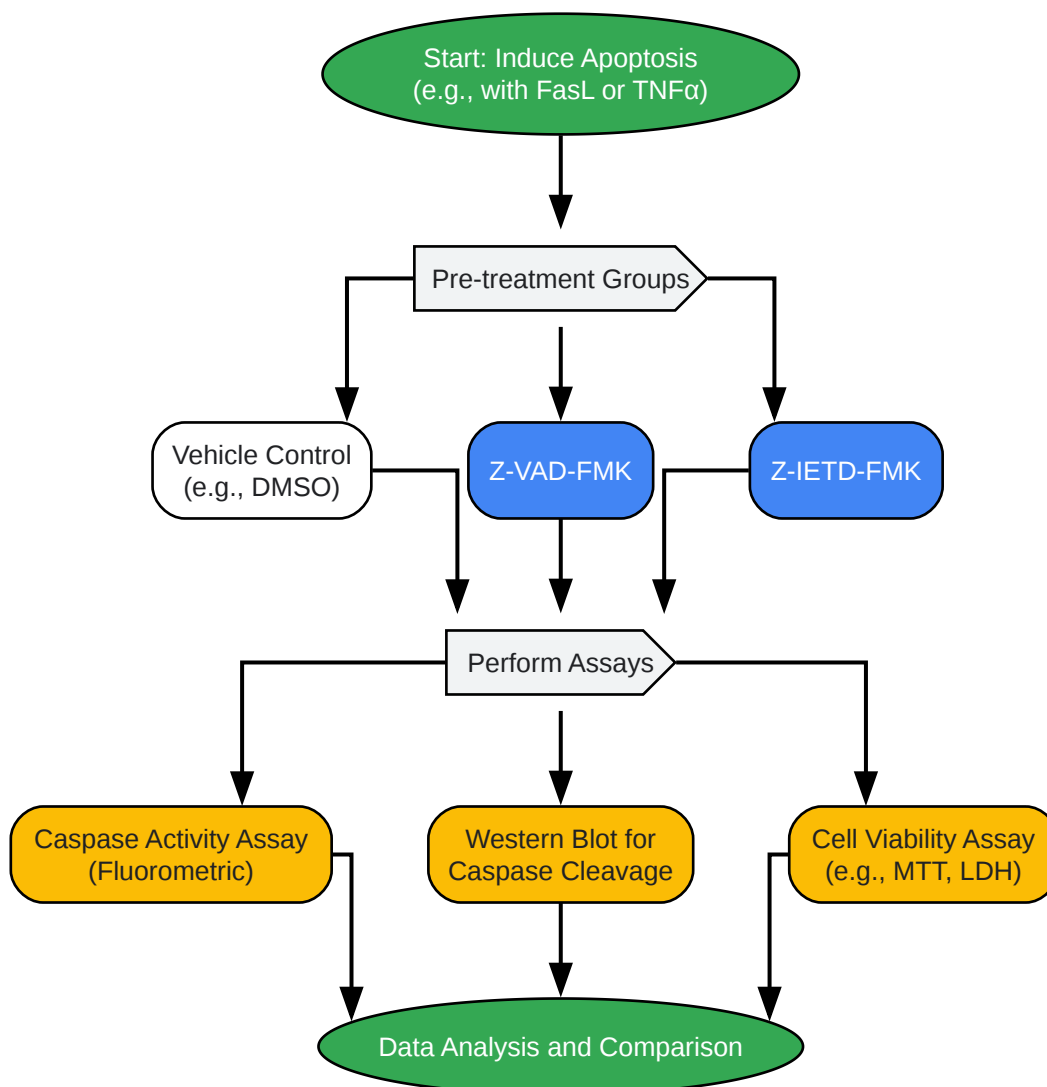 Start: Induce Apoptosis
(e.g., with FasL or TNFα)
Pre-treatment Groups
Vehicle Control
(e.g., DMSO)
Z-VAD-FMK
Z-IETD-FMK
Perform Assays
Caspase Activity Assay
(Fluorometric)
Western Blot for
Caspase Cleavage
Cell Viability Assay
(e.g., MTT, LDH)
Data Analysis and Comparison